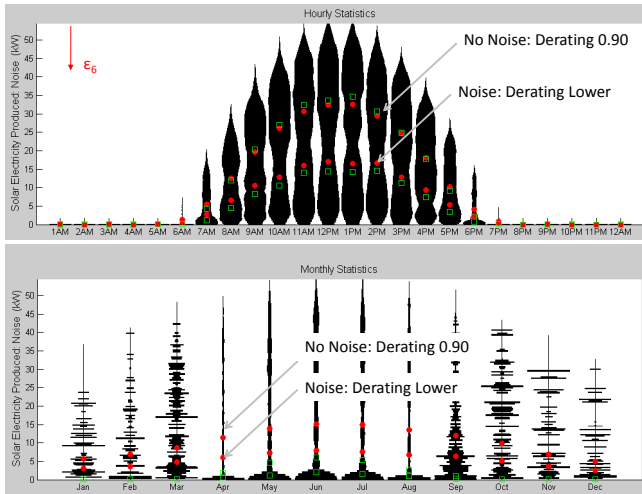 Hourly Statistics
Solar Electricity Produced: Noise (kW)
50
45
40
35
30
25
20
15
10
5
0
ε6
No Noise: Derating 0.90
Noise: Derating Lower
1AM 2AM 3AM 4AM 5AM 6AM 7AM 8AM 9AM 10AM 11AM 12PM 1PM 2PM 3PM 4PM 5PM 6PM 7PM 8PM 9PM 10PM 11PM 12AM
Monthly Statistics
Solar Electricity Produced: Noise (kW)
50
45
40
35
30
25
20
15
10
5
0
No Noise: Derating 0.90
Noise: Derating Lower
Jan Feb Mar Apr May Jun Jul Aug Sep Oct Nov Dec